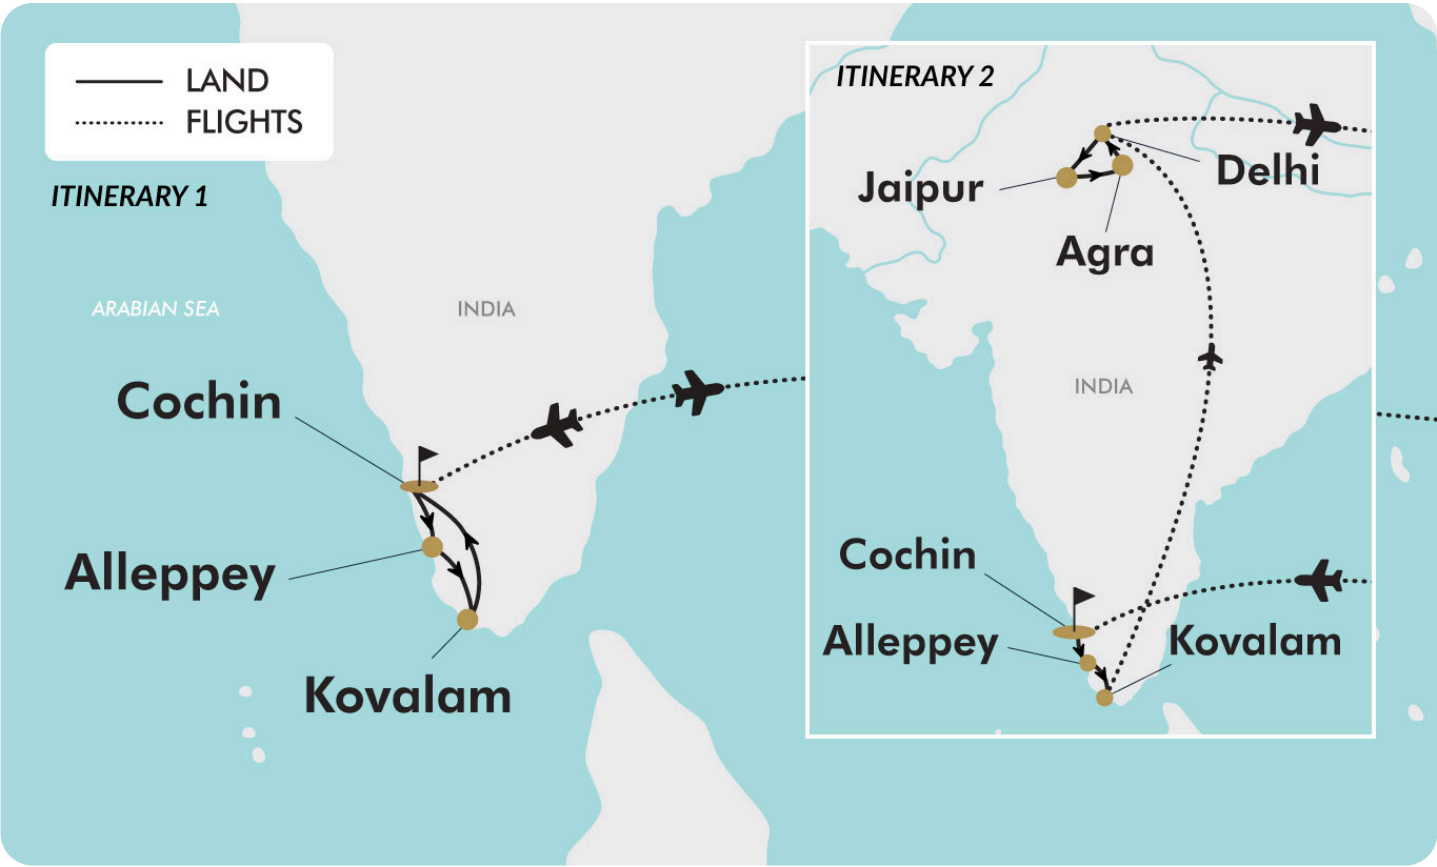 LAND
FLIGHTS
ITINERARY 1
ARABIAN SEA
INDIA
Cochin
Alleppey
Kovalam
ITINERARY 2
Jaipur
Delhi
Agra
INDIA
Cochin
Alleppey
Kovalam